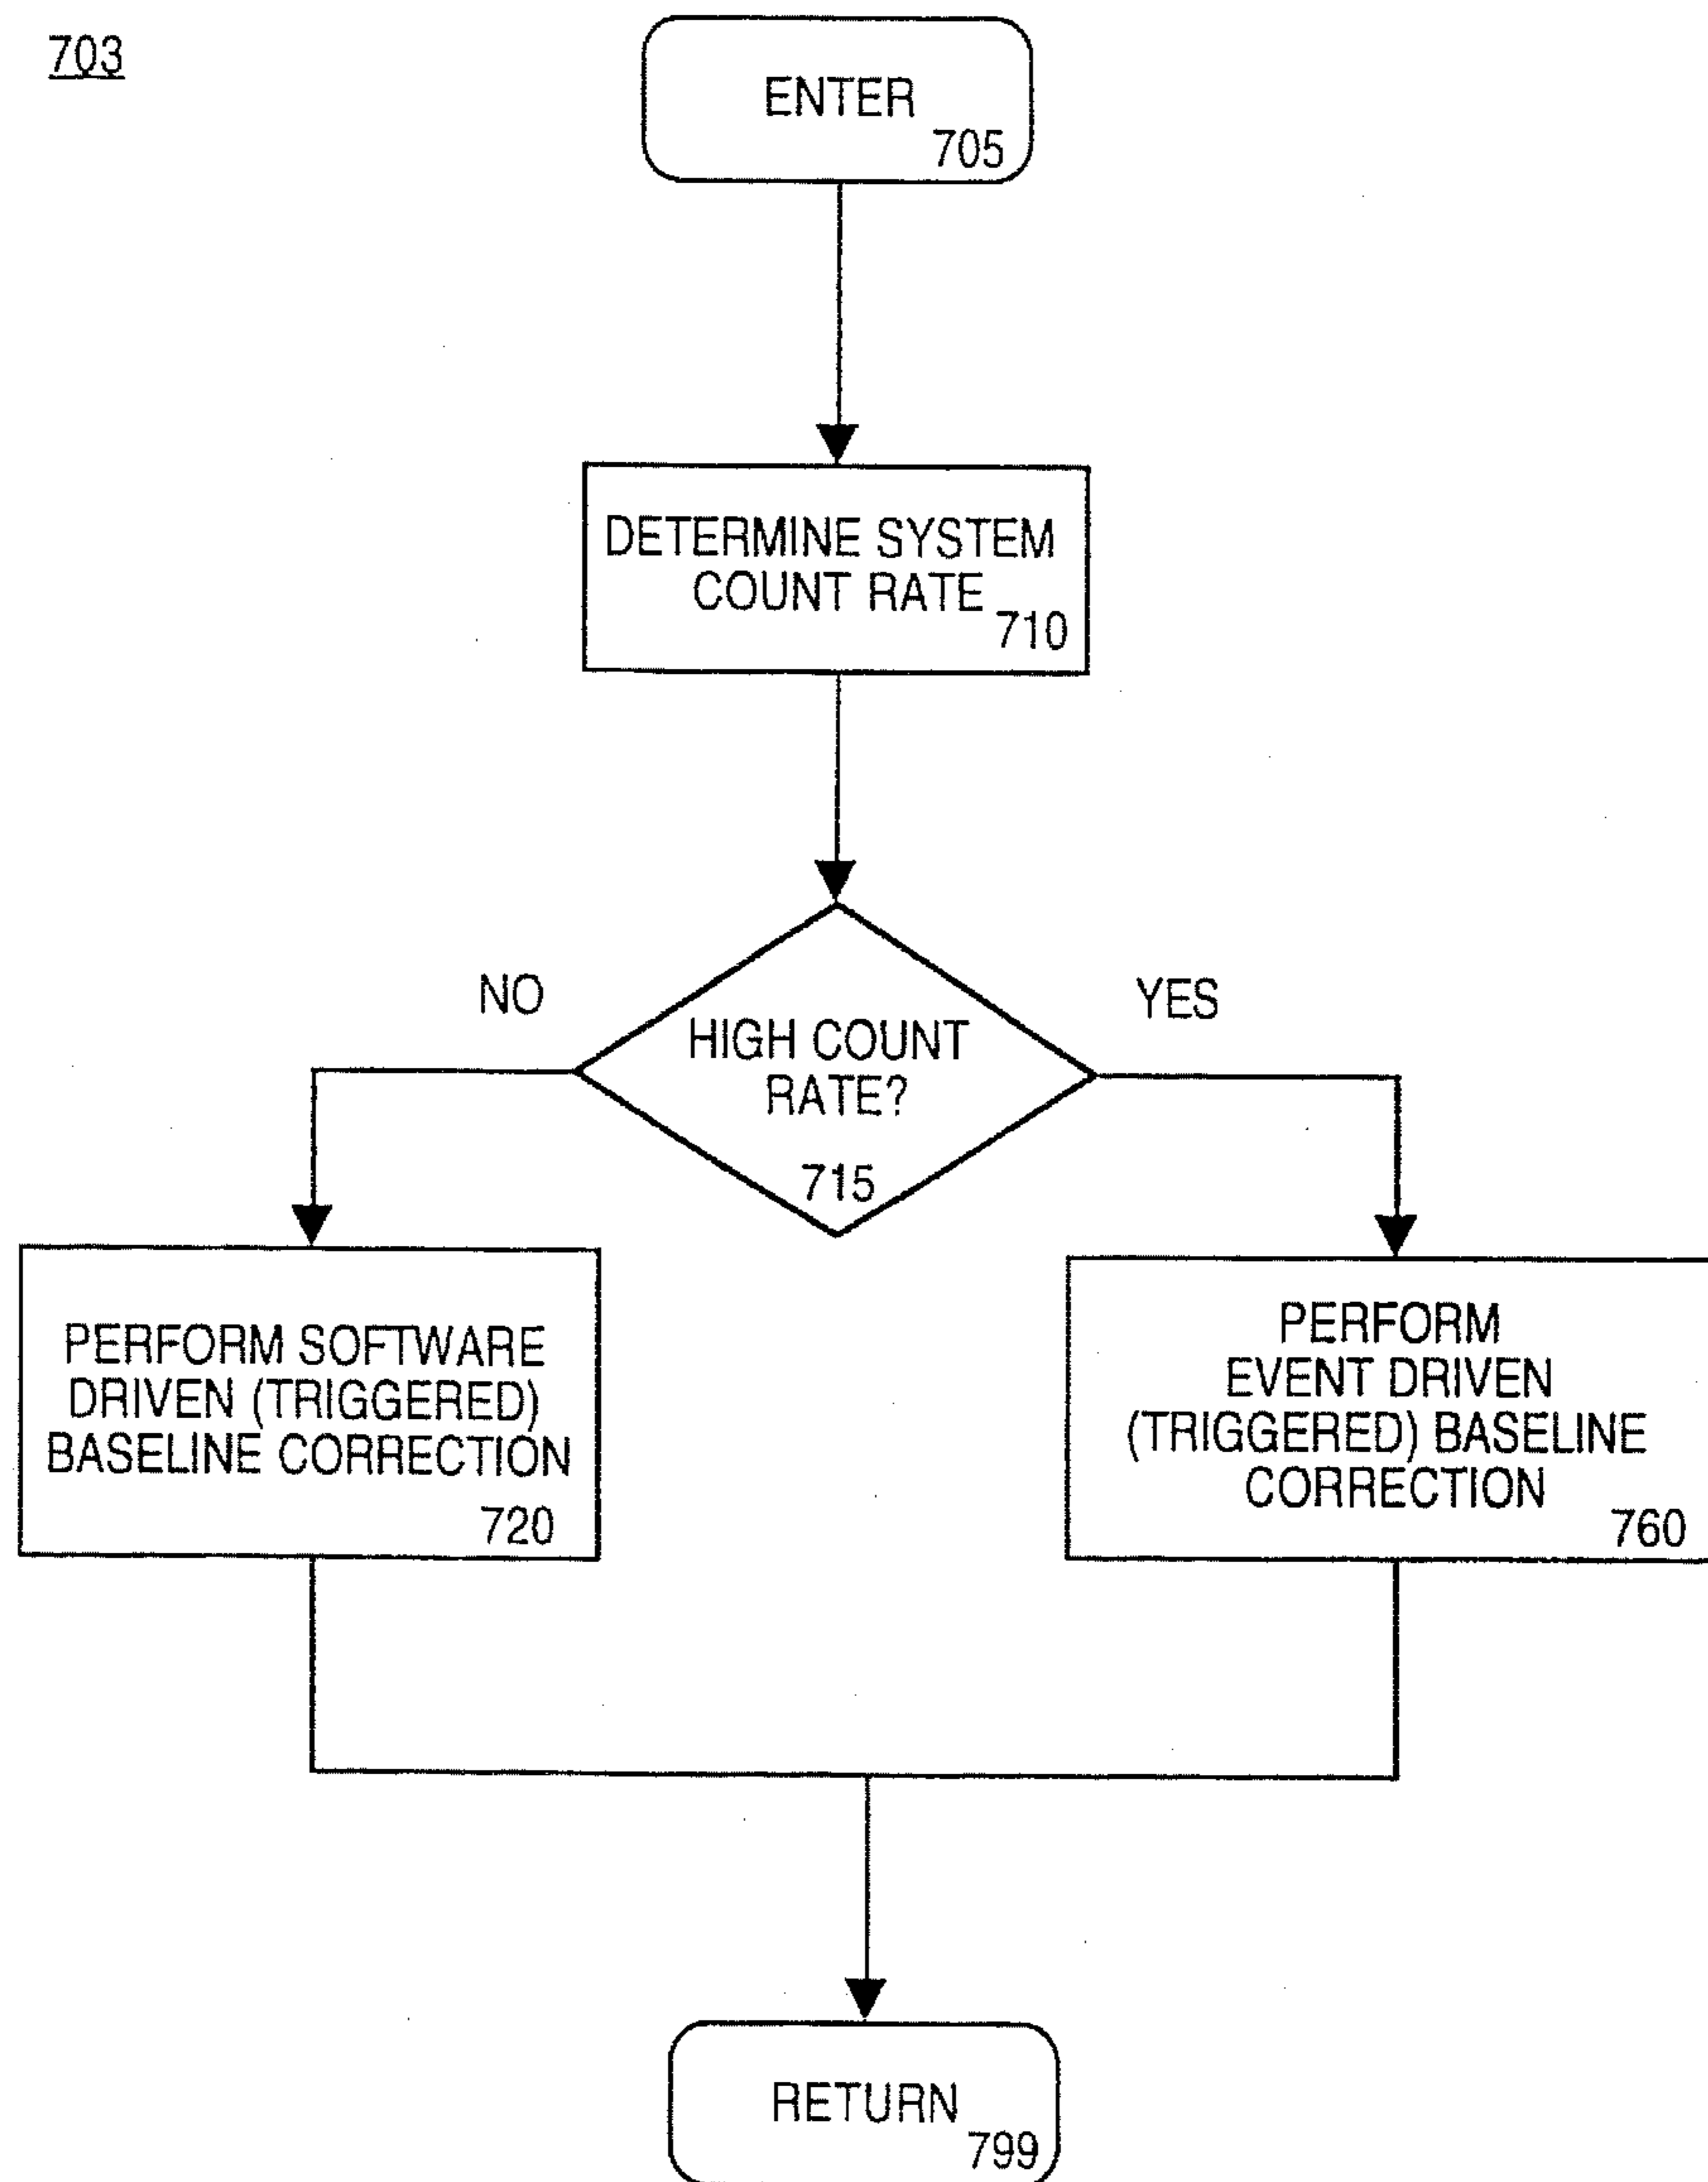 703
ENTER
705
DETERMINE SYSTEM
COUNT RATE
710
NO
YES
HIGH COUNT
RATE?
715
PERFORM SOFTWARE
DRIVEN (TRIGGERED)
BASELINE CORRECTION
720
PERFORM
EVENT DRIVEN
(TRIGGERED) BASELINE
CORRECTION
760
RETURN
799